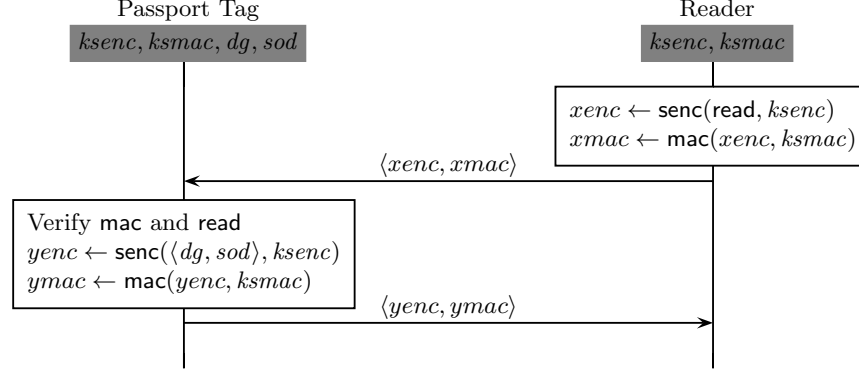 Passport Tag
Reader
ksenc, ksmac, dg, sod
ksenc, ksmac
xenc ← senc(read, ksenc)
xmac ← mac(xenc, ksmac)
⟨xenc, xmac⟩
Verify mac and read
yenc ← senc(⟨dg, sod⟩, ksenc)
ymac ← mac(yenc, ksmac)
⟨yenc, ymac⟩